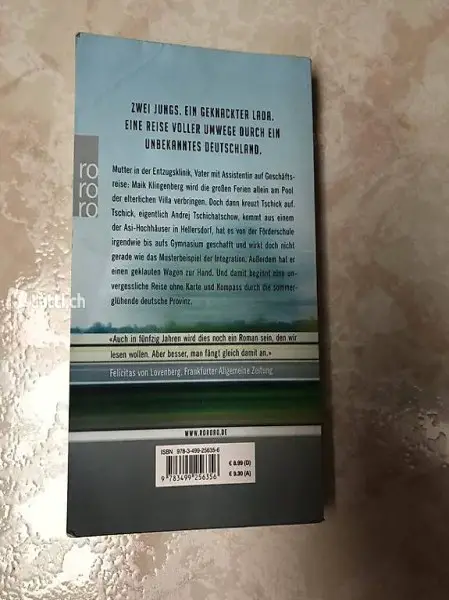 ZWEI JUNGS. EIN GEKNACKTER LADA.
EINE REISE VOLLER UMWEGE DURCH EIN
UNBEKANNTES DEUTSCHLAND.
ro
ro
ro
Mutter in der Entzugsklinik, Vater mit Assistentin auf Geschäfts-
reise: Maik Klingenberg wird die großen Ferien allein am Pool
der elterlichen Villa verbringen. Doch dann kreuzt Tschick auf.
Tschick, eigentlich Andrej Tschichatschow, kommt aus einem
der Asi-Hochhäuser in Hellersdorf, hat es von der Förderschule
irgendwie bis aufs Gymnasium geschafft und wirkt doch nicht
gerade wie das Musterbeispiel der Integration. Außerdem hat er
einen geklauten Wagen zur Hand. Und damit beginnt eine un-
vergessliche Reise ohne Karte und Kompass durch die sommer-
glühende deutsche Provinz.
«Auch in fünfzig Jahren wird dies noch ein Roman sein, den wir
lesen wollen. Aber besser, man fängt gleich damit an.»
Felicitas von Lovenberg, Frankfurter Allgemeine Zeitung
WWW.RORORO.DE
ISBN 978-3-499-25635-6
€ 8.99 (D)
€ 9.30 (A)
9 783499 256356